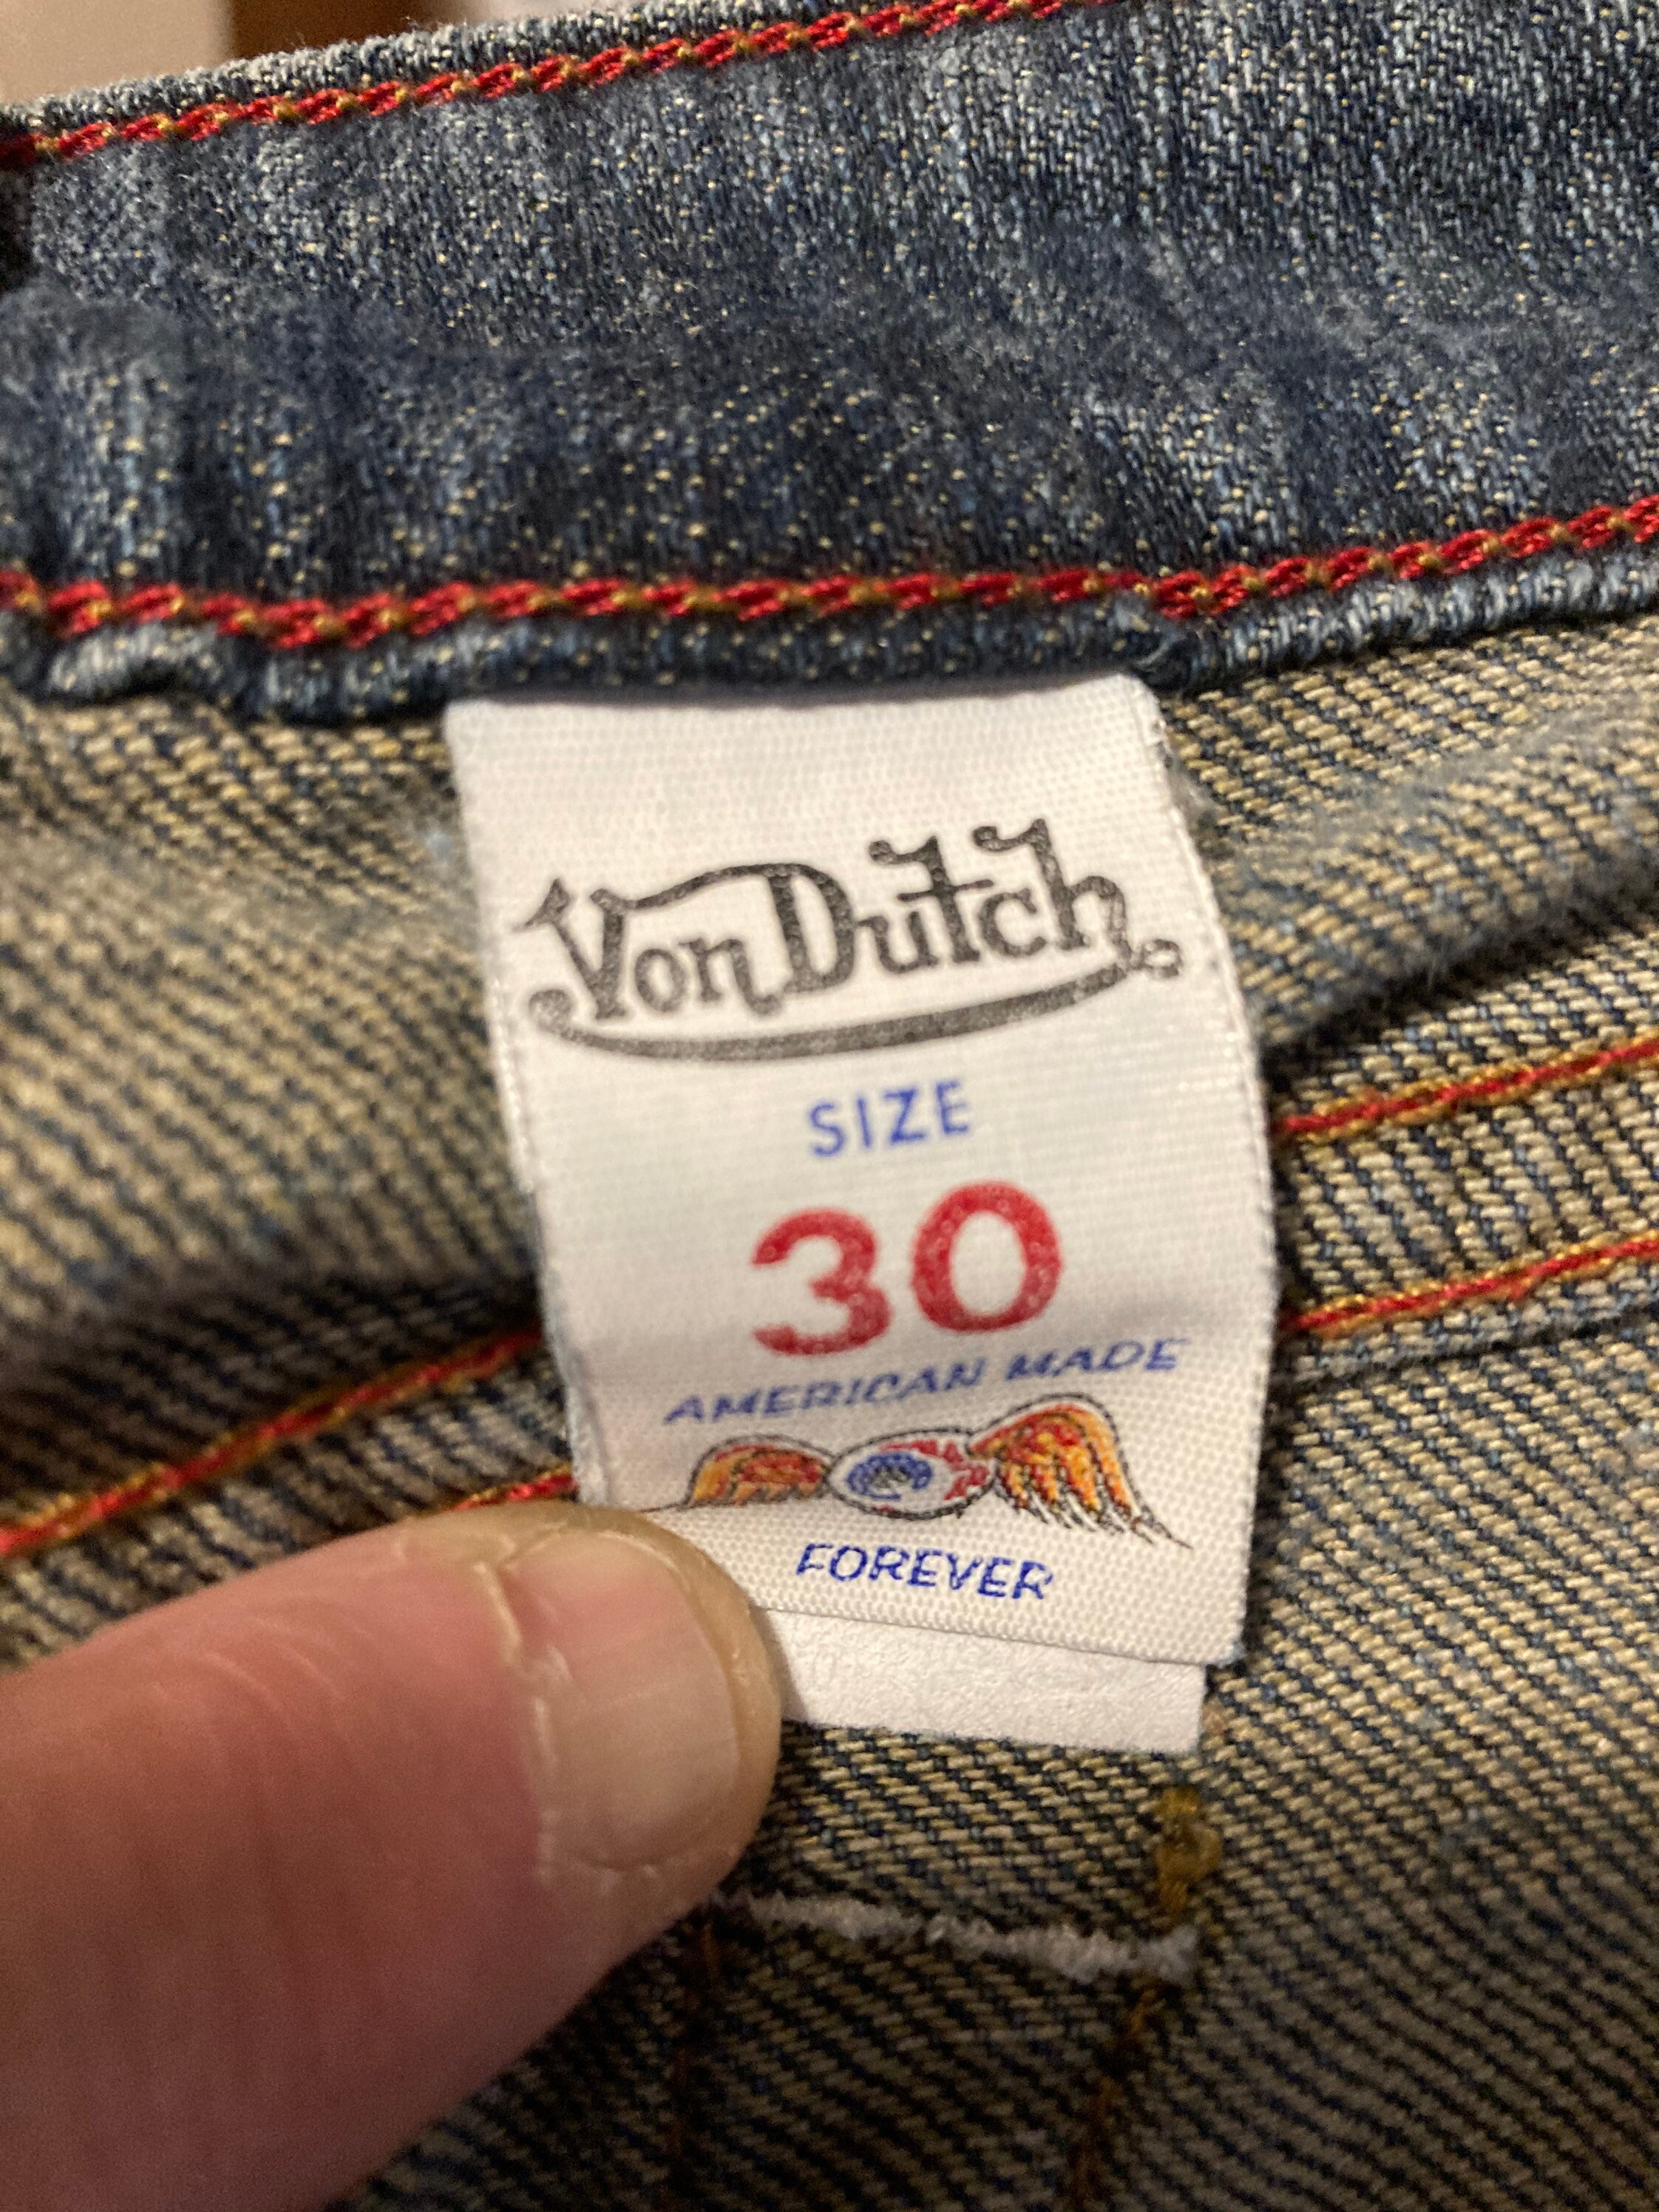 Von Dutch
SIZE
30
AMERICAN MADE
FOREVER